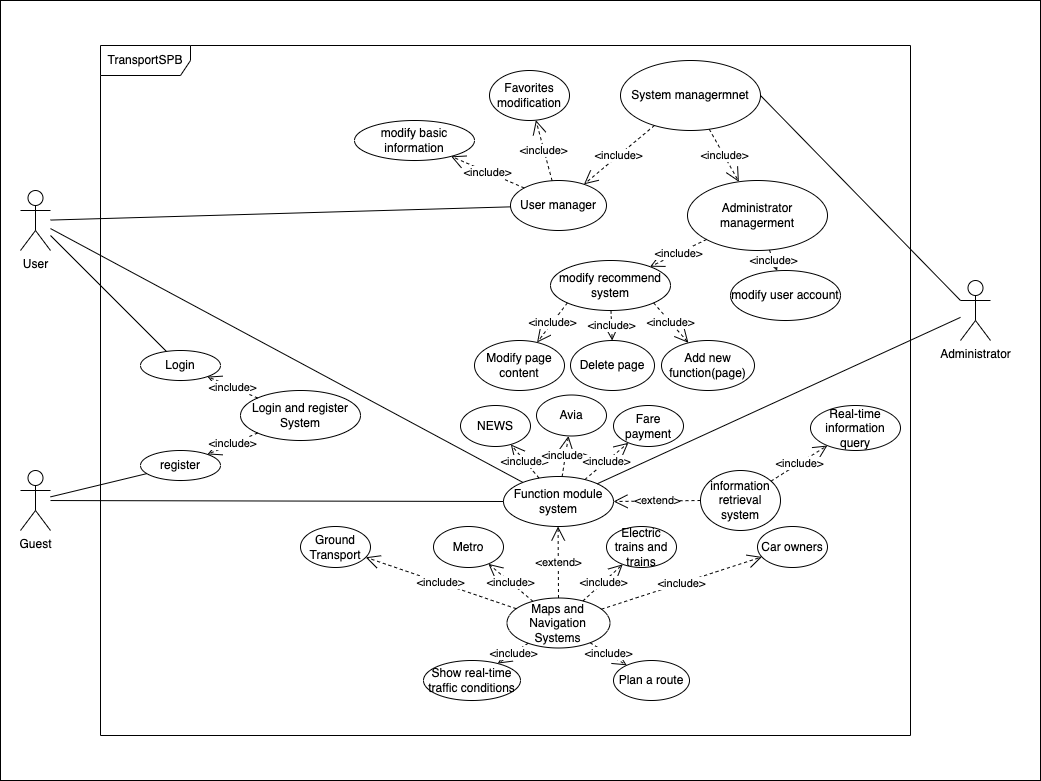 TransportSPB
Favorites
modification
System managermnet
modify basic
information
<include>
<include>
<include>
<include>
User manager
Administrator
managerment
User
<include>
<include>
modify recommend
system
modify user account
<include>
<include>
<include>
Administrator
Modify page
content
Delete page
Add new
function(page)
Login
<include>
Login and register
System
<include>
register
NEWS
Avia
Fare
payment
Real-time
information
query
<include>
<include>
<include>
<include>
Function module
system
<extend>
information
retrieval
system
Guest
Ground
Transport
Metro
Electric
trains and
trains
Car owners
<extend>
<include>
<include>
<include>
<include>
Maps and
Navigation
Systems
<include>
<include>
Show real-time
traffic conditions
Plan a route